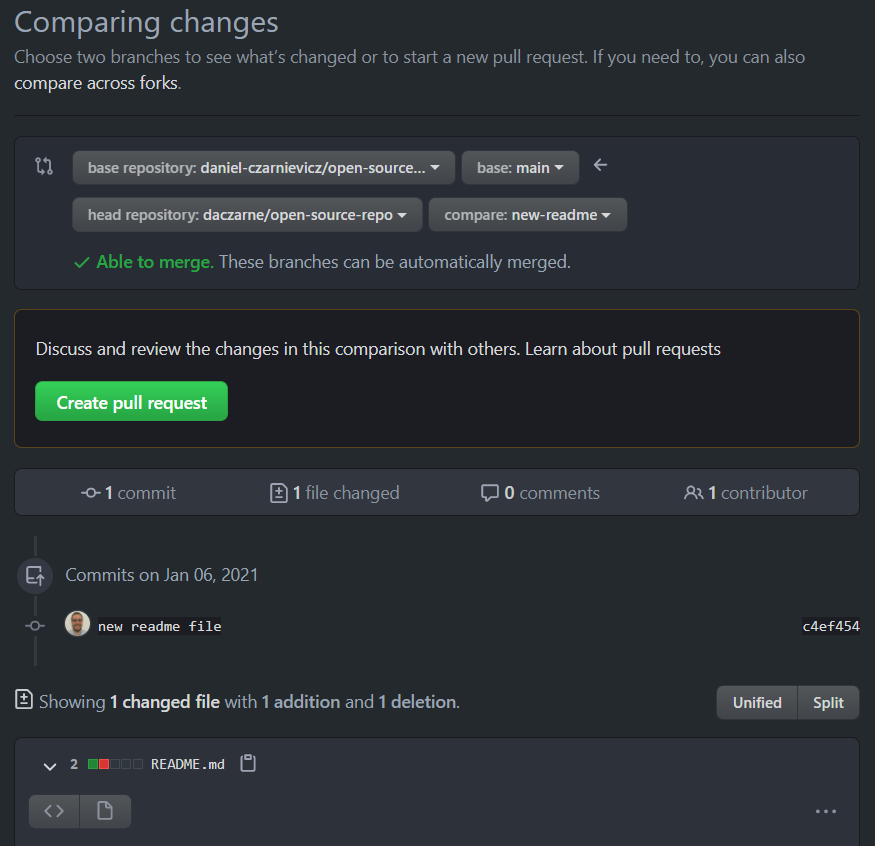 Comparing changes
Choose two branches to see what’s changed or to start a new pull request. If you need to, you can also
compare across forks.
base repository: daniel-czarnievicz/open-source... base: main
head repository: daczarne/open-source-repo compare: new-readme
Able to merge. These branches can be automatically merged.
Discuss and review the changes in this comparison with others. Learn about pull requests
Create pull request
1 commit 1 file changed 0 comments 1 contributor
Commits on Jan 06, 2021
new readme file c4ef454
Showing 1 changed file with 1 addition and 1 deletion.
Unified Split
2 README.md